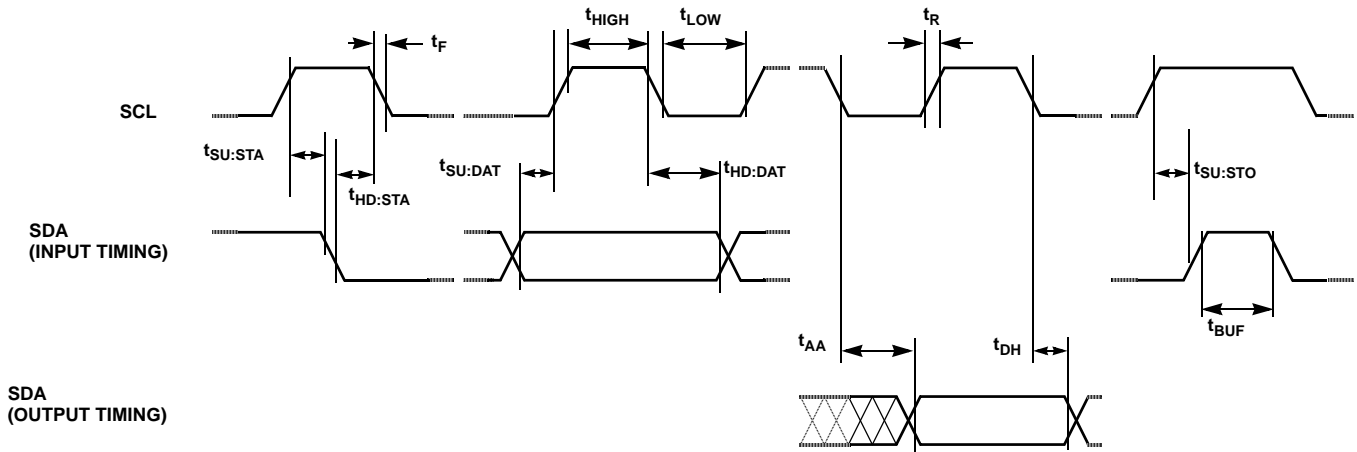 tF
tHIGH
tLOW
tR
SCL
tSU:STA
tHD:STA
tSU:DAT
tHD:DAT
tSU:STO
SDA
(INPUT TIMING)
tBUF
tAA
tDH
SDA
(OUTPUT TIMING)